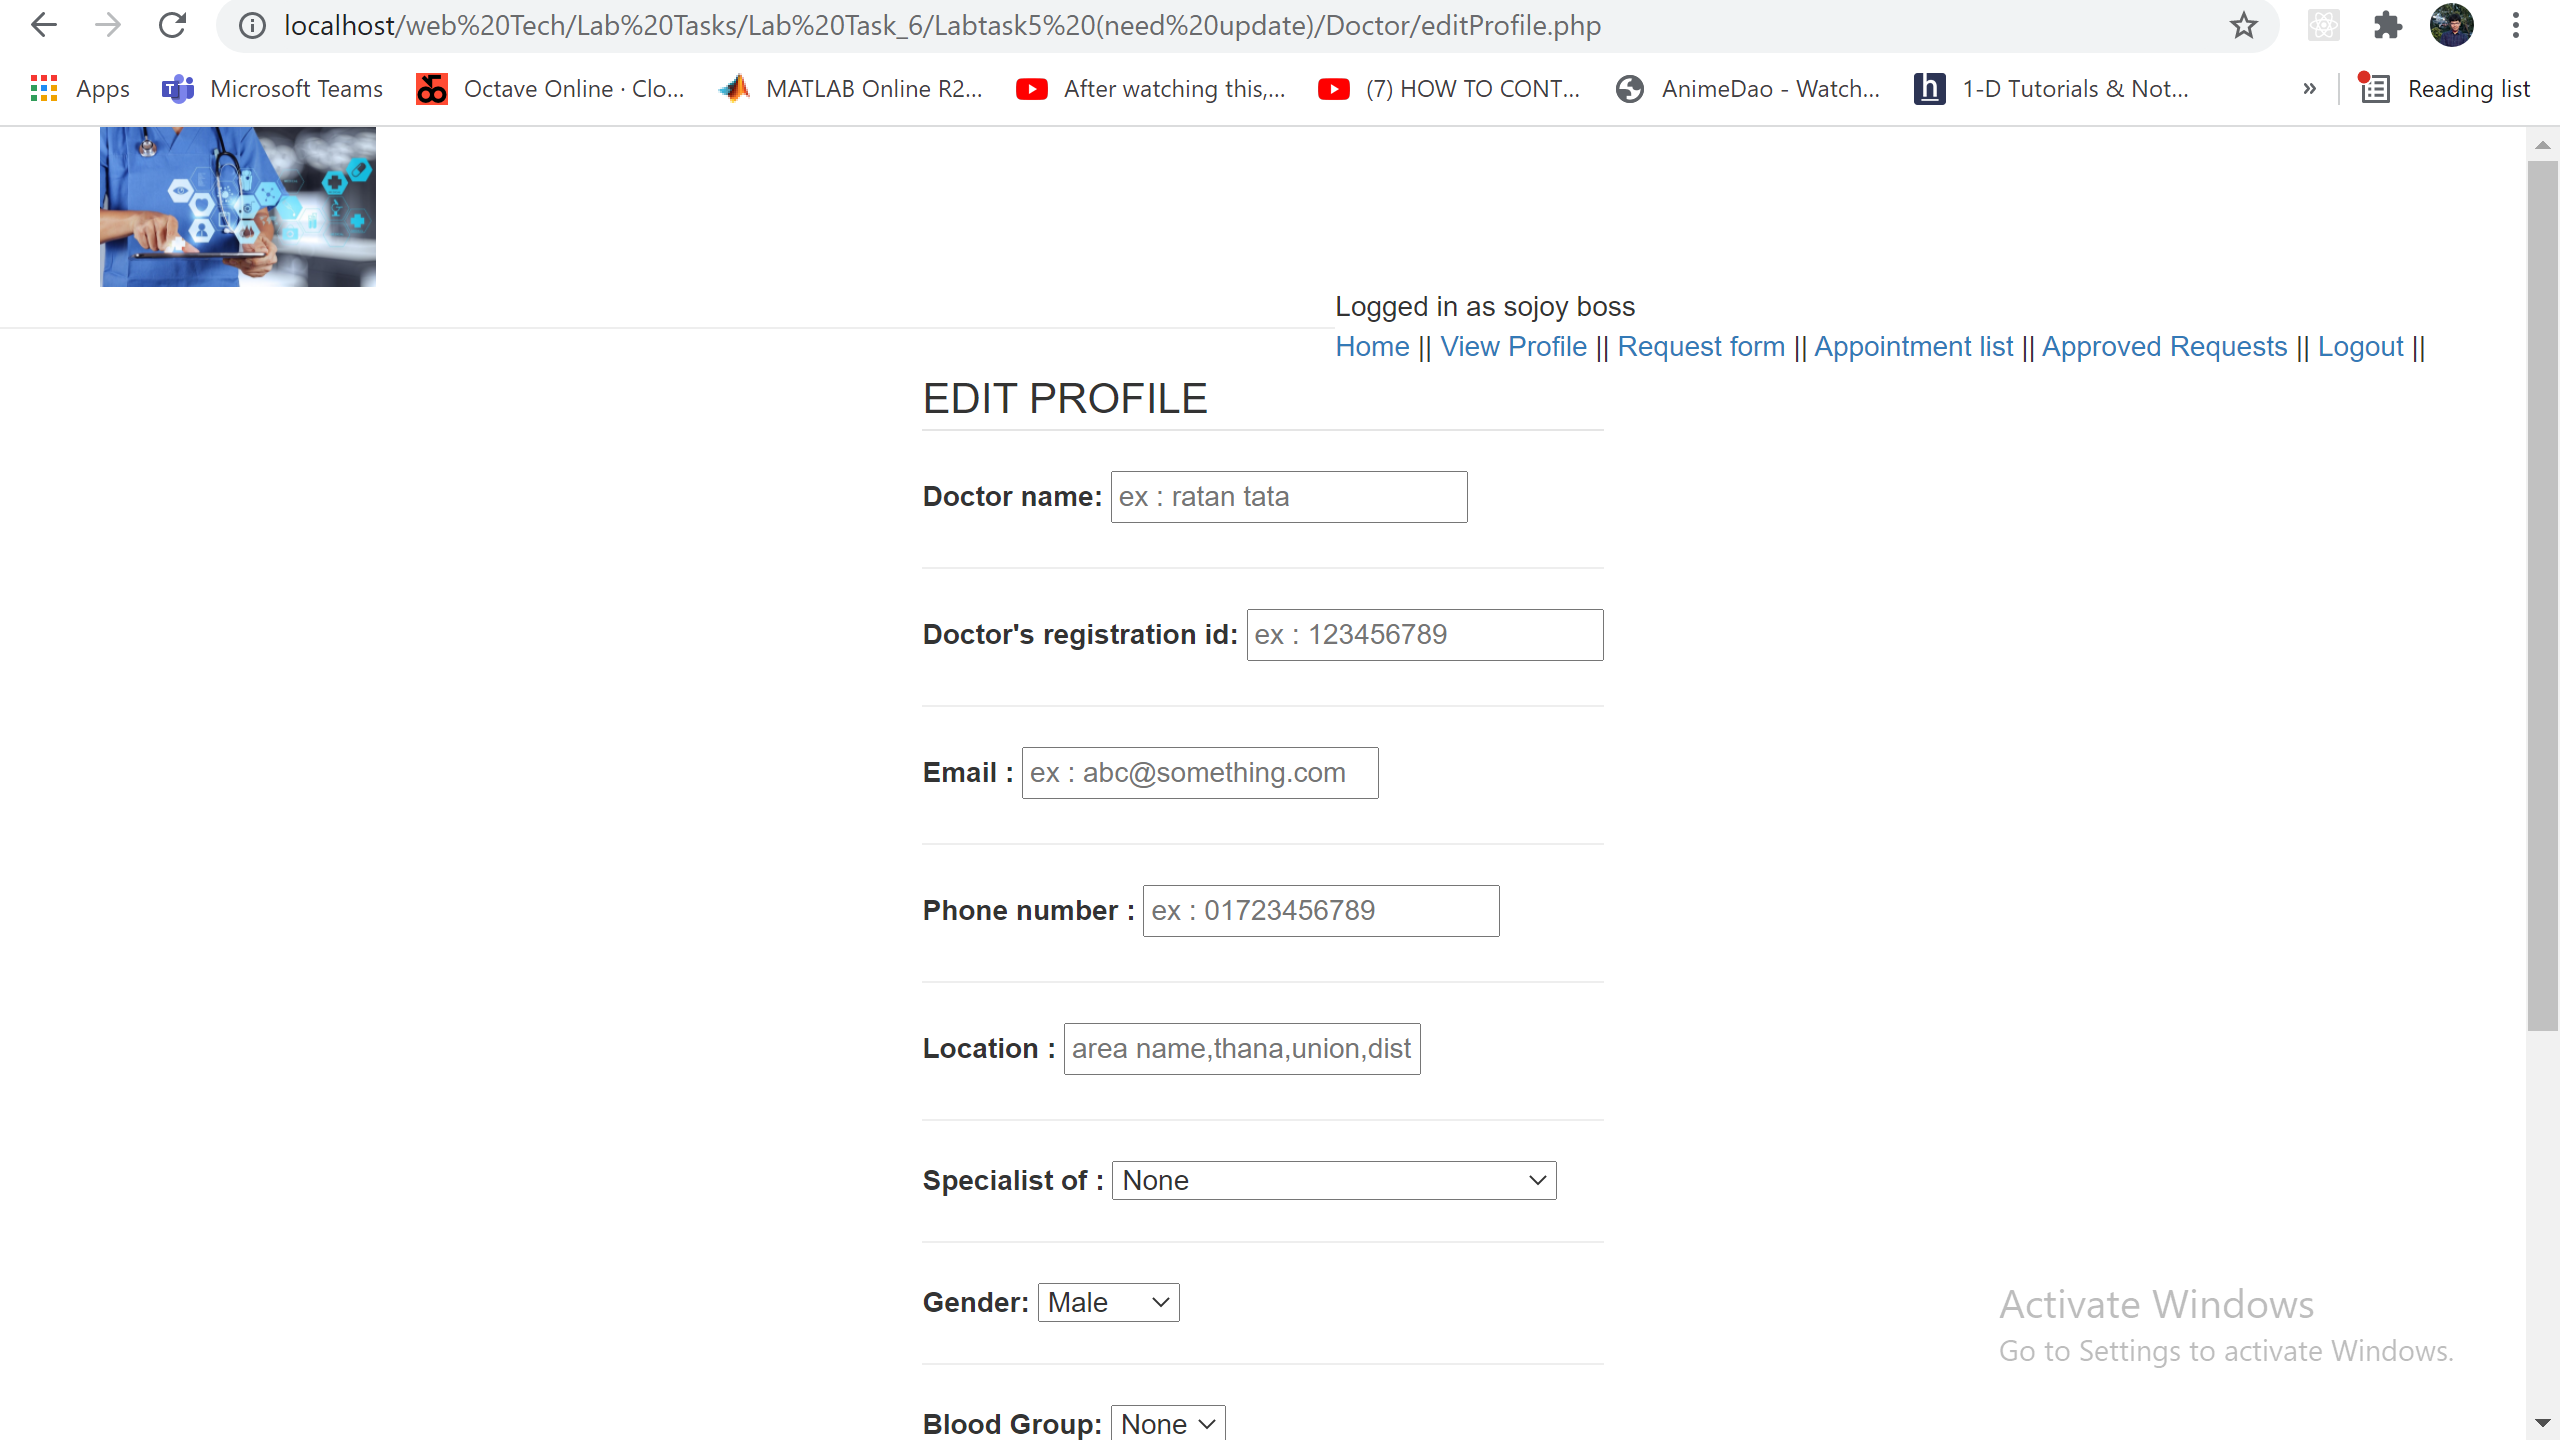 localhost/web%20Tech/Lab%20Tasks/Lab%20Task_6/Labtask5%20(need%20update)/Doctor/editProfile.php
Apps Microsoft Teams Octave Online · Clo... MATLAB Online R2... After watching this,... (7) HOW TO CONT... AnimeDao - Watch... h 1-D Tutorials & Not... » Reading list
Logged in as sojoy boss
Home || View Profile || Request form || Appointment list || Approved Requests || Logout ||
EDIT PROFILE
Doctor name: ex : ratan tata
Doctor's registration id: ex : 123456789
Email : ex : abc@something.com
Phone number : ex : 01723456789
Location : area name,thana,union,dist
Specialist of : None
Gender: Male
Blood Group: None
Activate Windows
Go to Settings to activate Windows.